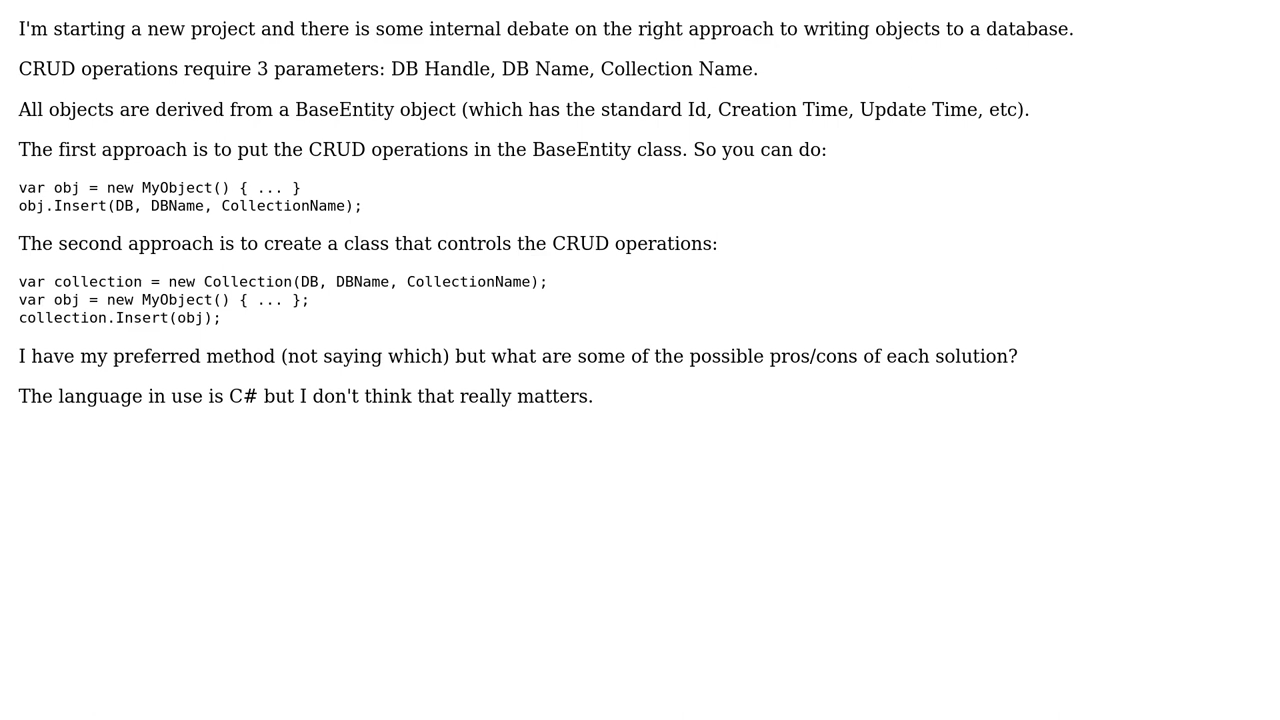 I'm starting a new project and there is some internal debate on the right approach to writing objects to a database.
CRUD operations require 3 parameters: DB Handle, DB Name, Collection Name.
All objects are derived from a BaseEntity object (which has the standard Id, Creation Time, Update Time, etc).
The first approach is to put the CRUD operations in the BaseEntity class. So you can do:
var obj = new MyObject() { ... }
obj.Insert(DB, DBName, CollectionName);
The second approach is to create a class that controls the CRUD operations:
var collection = new Collection(DB, DBName, CollectionName);
var obj = new MyObject() { ... };
collection.Insert(obj);
I have my preferred method (not saying which) but what are some of the possible pros/cons of each solution?
The language in use is C# but I don't think that really matters.